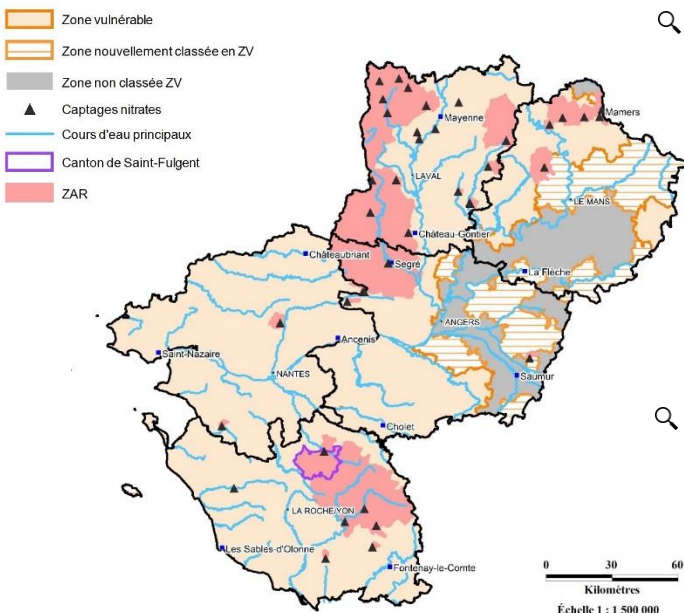 Zone vulnérable
Zone nouvellement classée en ZV
Zone non classée ZV
Captages nitrates
Cours d'eau principaux
Canton de Saint-Fulgent
ZAR
Mayenne
Mamers
LAVAL
LE MANS
Château-Gontier
Châteaubriant
Segré
La Flèche
ANGERS
Saint-Nazaire
Ancenis
NANTES
Saumur
Cholet
LA ROCHE YON
Les Sables-d'Olonne
Fontenay-le-Comte
0 30 60
Kilomètres
Échelle 1 : 1 500 000